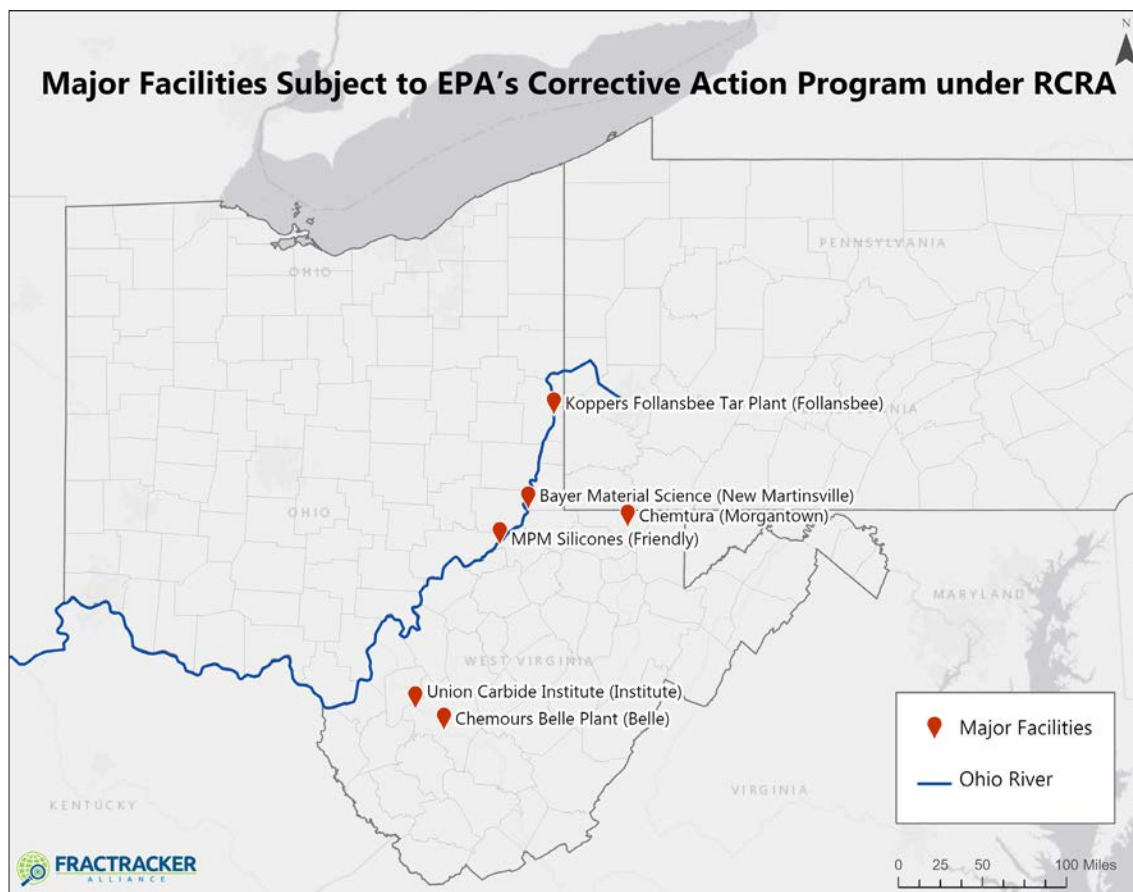 N
Major Facilities Subject to EPA's Corrective Action Program under RCRA
PENNSYLVANIA
OHIO
Koppers Follansbee Tar Plant (Follansbee)
Bayer Material Science (New Martinsville)
Chemtura (Morgantown)
OHIO
MPM Silicones (Friendly)
MARYLAND
WEST VIRGINIA
Union Carbide Institute (Institute)
Chemours Belle Plant (Belle)
Major Facilities
Ohio River
KENTUCKY
VIRGINIA
FRACTRACKER
ALLIANCE
0 25 50 100 Miles